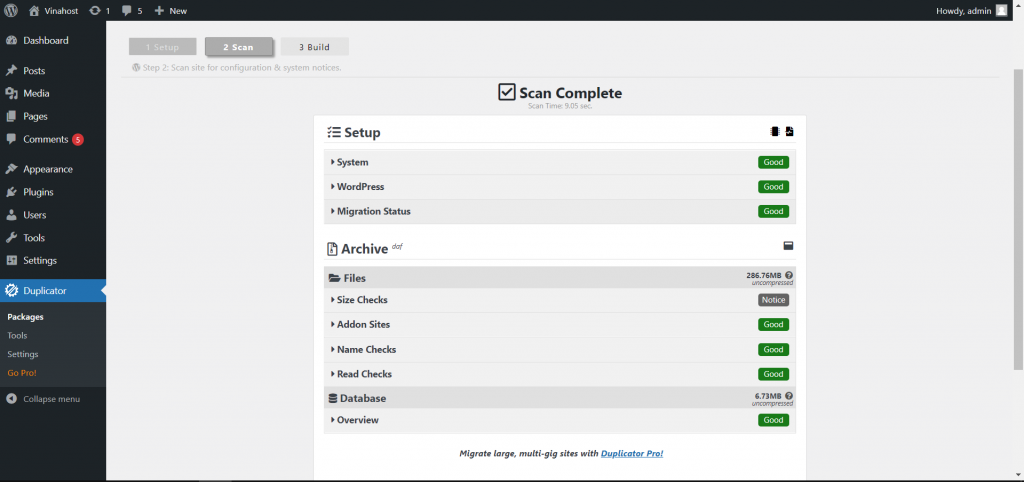 Vinahost 1 5 New Howdy, admin
Dashboard
Posts
Media
Pages
Comments 5
Appearance
Plugins
Users
Tools
Settings
Duplicator
Packages
Tools
Settings
Go Pro!
Collapse menu
1 Setup 2 Scan 3 Build
Step 2: Scan site for configuration & system notices.
Scan Complete
Scan Time: 9.05 sec.
Setup
System Good
WordPress Good
Migration Status Good
Archive daf
Files 286.76MB
uncompressed
Size Checks Notice
Addon Sites Good
Name Checks Good
Read Checks Good
Database 6.73MB
uncompressed
Overview Good
Migrate large, multi-gig sites with Duplicator Pro!